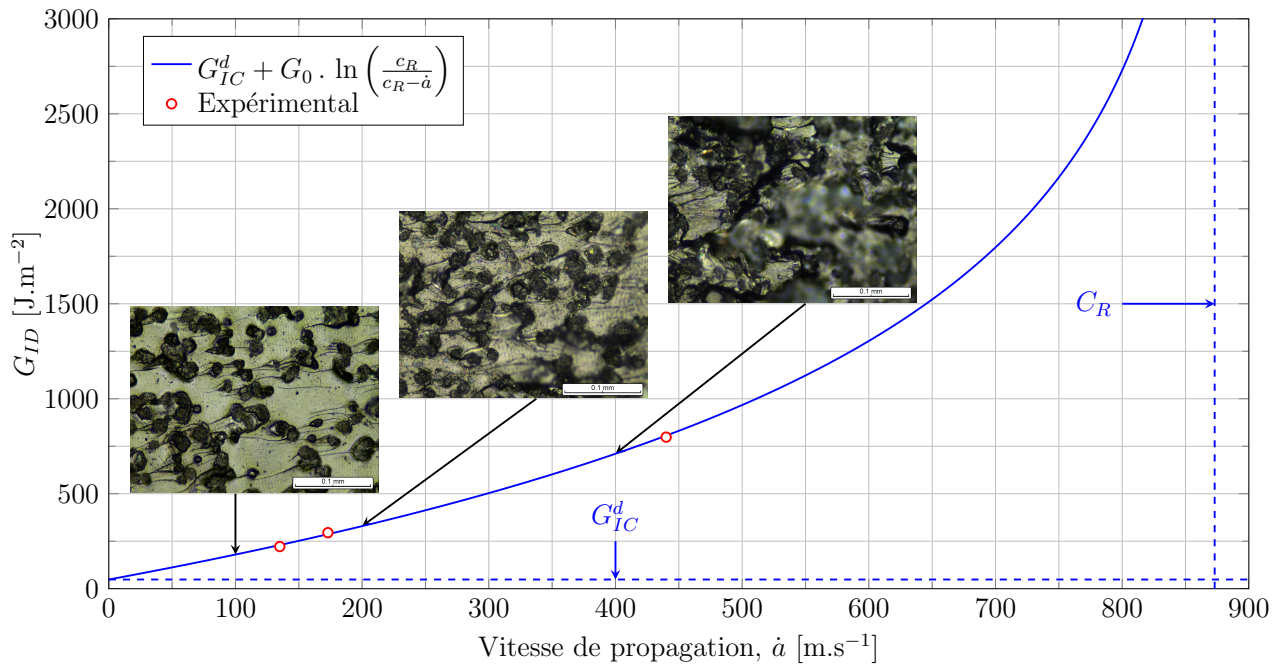 3000
2500
2000
1500
1000
500
0
G_{ID} [J.m⁻²]
G_{IC}^{d} + G_0 . ln(c_R / (c_R − ȧ))
Expérimental
0.1 mm
0.1 mm
0.1 mm
C_R
G_{IC}^{d}
0 100 200 300 400 500 600 700 800 900
Vitesse de propagation, ȧ [m.s⁻¹]